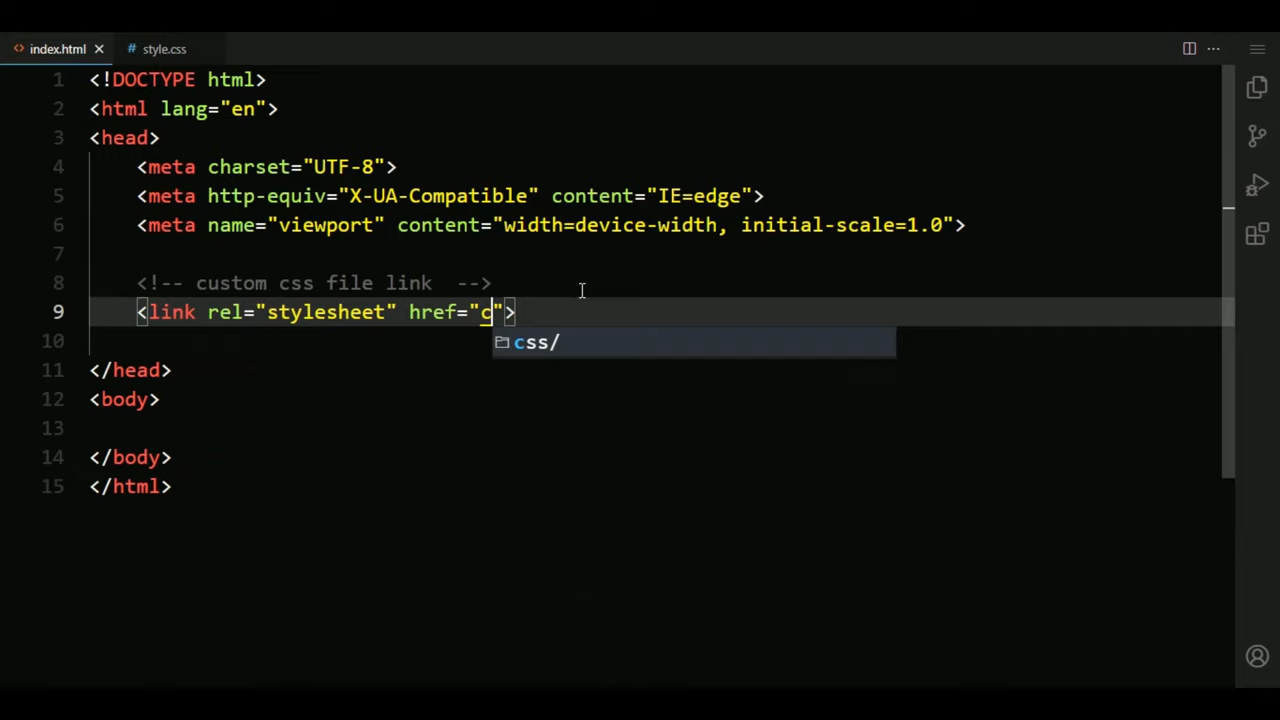 index.html style.css
1 <!DOCTYPE html>
2 <html lang="en">
3 <head>
4 <meta charset="UTF-8">
5 <meta http-equiv="X-UA-Compatible" content="IE=edge">
6 <meta name="viewport" content="width=device-width, initial-scale=1.0">
7
8 <!-- custom css file link  -->
9 <link rel="stylesheet" href="c">
css/
10
11 </head>
12 <body>
13
14 </body>
15 </html>